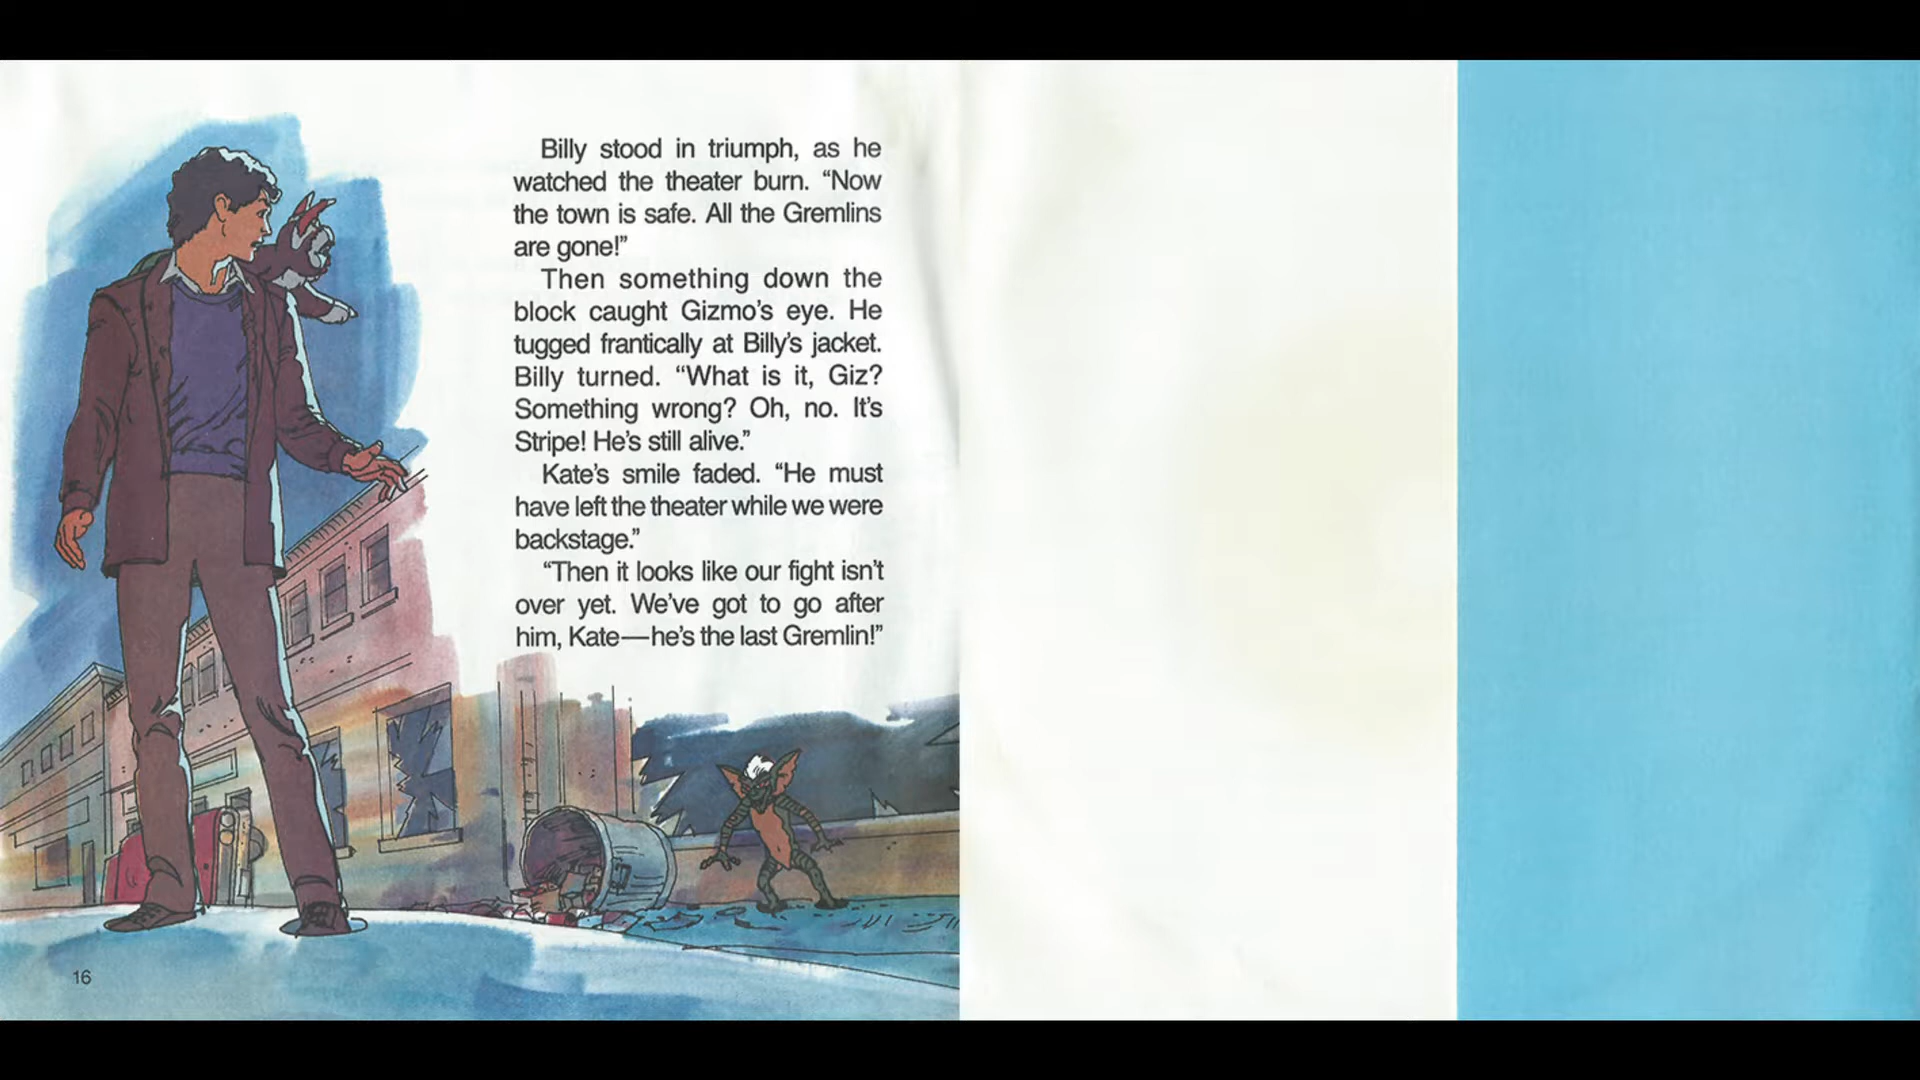 Billy stood in triumph, as he
watched the theater burn. “Now
the town is safe. All the Gremlins
are gone!”
Then something down the
block caught Gizmo’s eye. He
tugged frantically at Billy’s jacket.
Billy turned. “What is it, Giz?
Something wrong? Oh, no. It’s
Stripe! He’s still alive.”
Kate’s smile faded. “He must
have left the theater while we were
backstage.”
“Then it looks like our fight isn’t
over yet. We’ve got to go after
him, Kate—he’s the last Gremlin!”
16